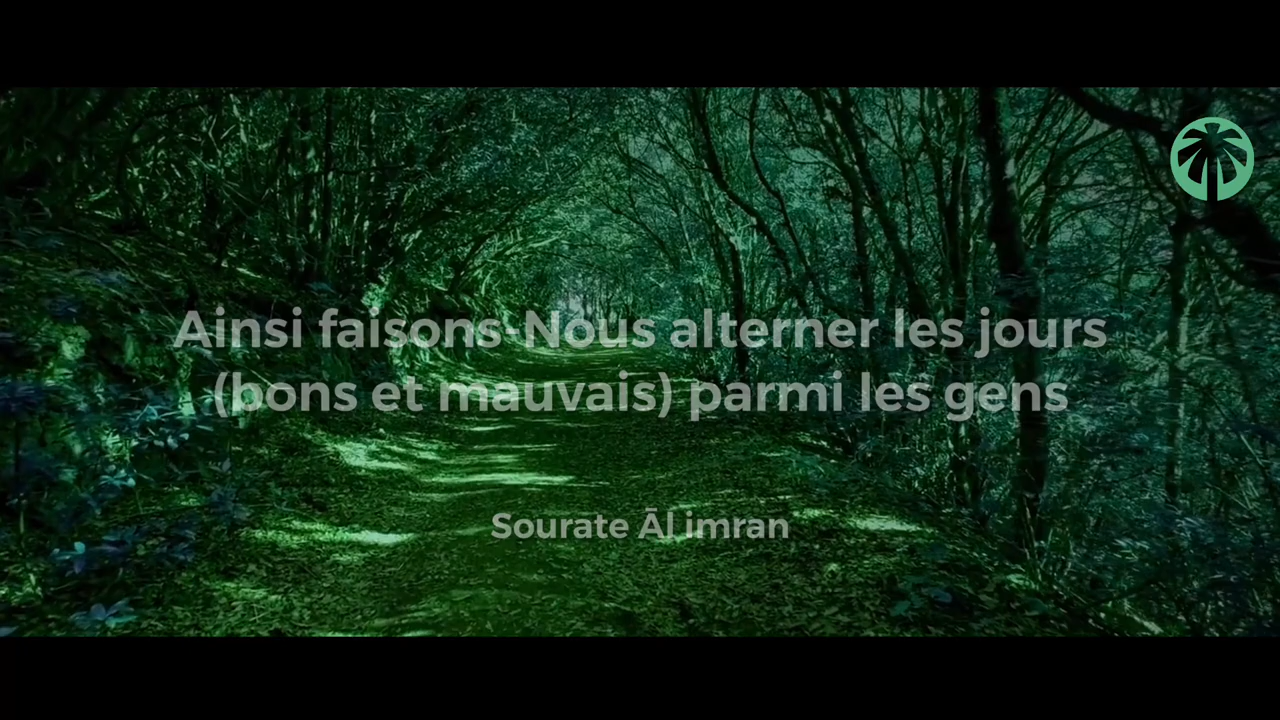 Ainsi faisons-Nous alterner les jours
(bons et mauvais) parmi les gens
Sourate Āl imran